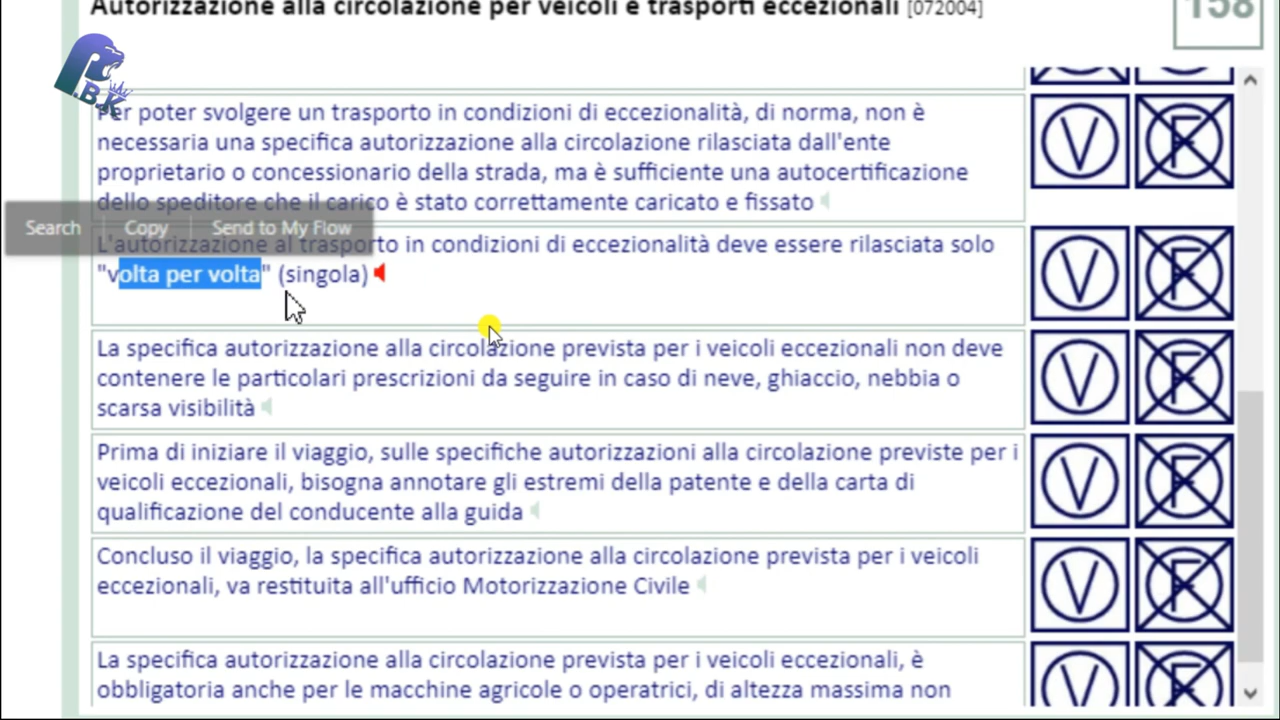 Autorizzazione alla circolazione per veicoli e trasporti eccezionali [072004]
158
P.B.K
Per poter svolgere un trasporto in condizioni di eccezionalità, di norma, non è
necessaria una specifica autorizzazione alla circolazione rilasciata dall'ente
proprietario o concessionario della strada, ma è sufficiente una autocertificazione
dello speditore che il carico è stato correttamente caricato e fissato
V F
Search Copy Send to My Flow
L'autorizzazione al trasporto in condizioni di eccezionalità deve essere rilasciata solo
"volta per volta" (singola)
V F
La specifica autorizzazione alla circolazione prevista per i veicoli eccezionali non deve
contenere le particolari prescrizioni da seguire in caso di neve, ghiaccio, nebbia o
scarsa visibilità
V F
Prima di iniziare il viaggio, sulle specifiche autorizzazioni alla circolazione previste per i
veicoli eccezionali, bisogna annotare gli estremi della patente e della carta di
qualificazione del conducente alla guida
V F
Concluso il viaggio, la specifica autorizzazione alla circolazione prevista per i veicoli
eccezionali, va restituita all'ufficio Motorizzazione Civile
V F
La specifica autorizzazione alla circolazione prevista per i veicoli eccezionali, è
obbligatoria anche per le macchine agricole o operatrici, di altezza massima non
V F